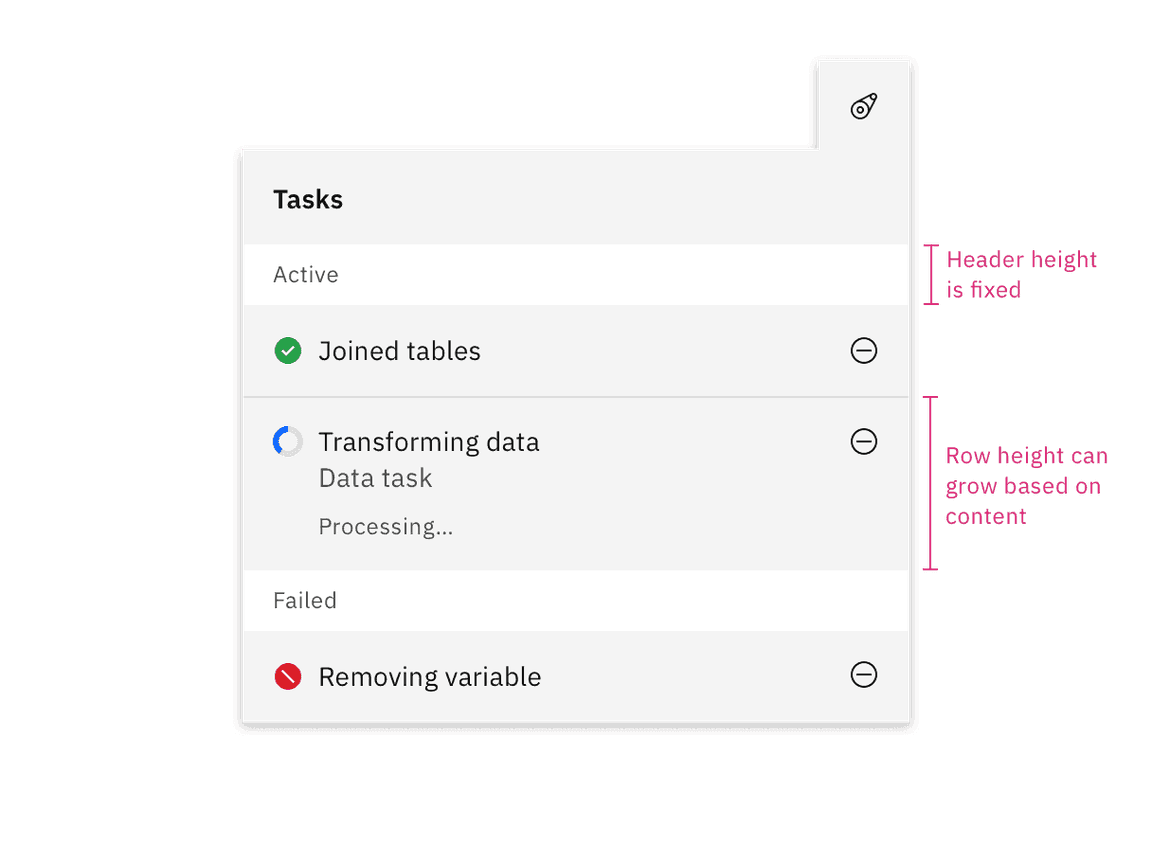 Tasks
Active
Header height
is fixed
Joined tables
Transforming data
Data task
Processing...
Row height can
grow based on
content
Failed
Removing variable